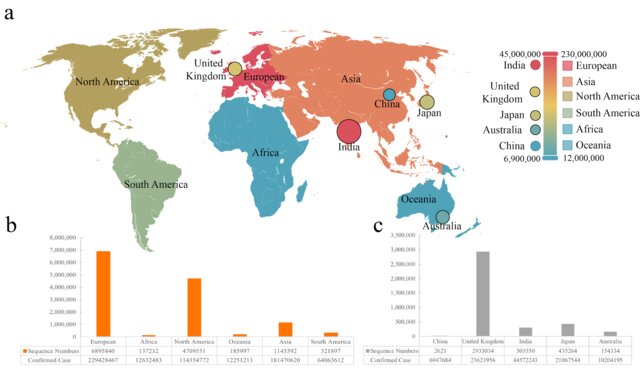 a
North America
United
Kingdom
European
Asia
China
Japan
India
Africa
South America
Oceania
Australia
45,000,000 230,000,000
India European
Asia
United
Kingdom
North America
Japan South America
Australia Africa
China Oceania
6,900,000 12,000,000
b
8,000,000
7,000,000
6,000,000
5,000,000
4,000,000
3,000,000
2,000,000
1,000,000
0
European Africa North America Oceania Asia South America
Sequence Numbers 6895840 137232 4709551 185997 1145592 321897
Confirmed Case 229428467 12632483 114354772 12251213 181470620 64063612
c
3,500,000
3,000,000
2,500,000
2,000,000
1,500,000
1,000,000
500,000
0
China United Kingdom India Japan Australia
Sequence Numbers 2621 2933034 303550 435264 154334
Confirmed Case 6947684 23621956 44572243 21067544 10204195